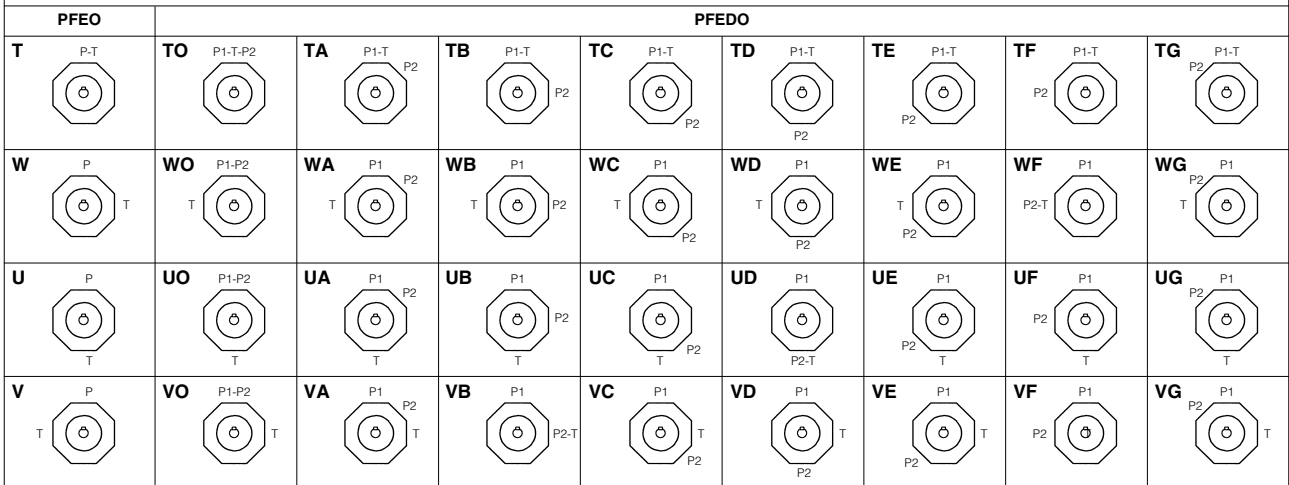 PFEO PFEDO
T P-T TO P1-T-P2 TA P1-T P2 TB P1-T P2 TC P1-T P2 TD P1-T P2 TE P1-T P2 TF P1-T P2 TG P1-T P2
W P T WO P1-P2 T WA P1 P2 T WB P1 T P2 WC P1 T P2 WD P1 T P2 WE P1 T P2 WF P1 P2-T WG P1 P2 T
U P T UO P1-P2 T UA P1 P2 T UB P1 P2 T UC P1 P2 T UD P1 P2-T UE P1 P2 T UF P1 P2 T UG P1 P2 T
V P T VO P1-P2 T VA P1 P2 T VB P1 P2-T VC P1 T P2 VD P1 T P2 VE P1 T P2 VF P1 P2 VG P1 P2 T